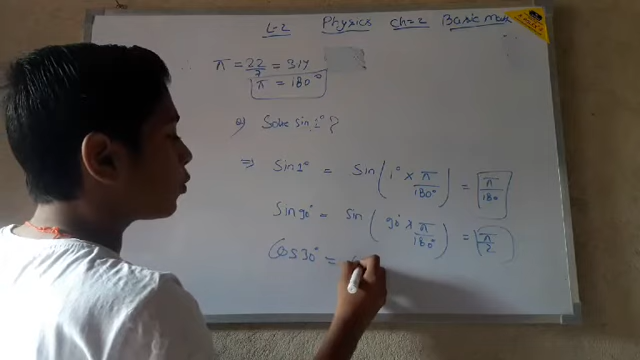 L-2 Physics ch=2 Basic Math
π = 22/7 = 3.14
π = 180°
Q) Solve sin 1° ?
⇒ Sin1° = Sin(1° × π/180°) = π/180
Sin90° = Sin(90° × π/180°) = π/2
Cos30° =